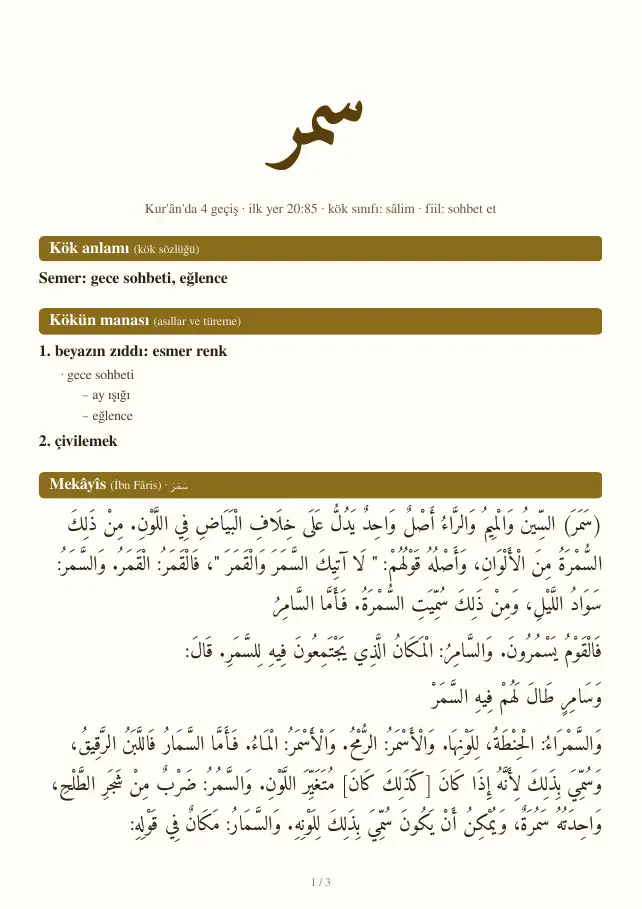 سمر
Kur'ân'da 4 geçiş · ilk yer 20:85 · kök sınıfı: sâlim · fiil: sohbet et
Kök anlamı (kök sözlüğü)
Semer: gece sohbeti, eğlence
Kökün manası (asıllar ve türeme)
1. beyazın zıddı: esmer renk
· gece sohbeti
– ay ışığı
– eğlence
2. çivilemek
Mekâyîs (İbn Fâris) · سَمَرَ
(سَمَرَ) السِّينُ وَالْمِيمُ وَالرَّاءُ أَصْلٌ وَاحِدٌ يَدُلُّ عَلَى خِلَافِ الْبَيَاضِ فِي اللَّوْنِ. مِنْ ذَلِكَ
السُّمْرَةُ مِنَ الْأَلْوَانِ، وَأَصْلُهُ قَوْلُهُمْ: " لَا آتِيكَ السَّمَرَ وَالْقَمَرَ "، فَالْقَمَرُ: الْقَمَرُ. وَالسَّمَرُ:
سَوَادُ اللَّيْلِ، وَمِنْ ذَلِكَ سُمِّيَتِ السُّمْرَةُ. فَأَمَّا السَّامِرُ
فَالْقَوْمُ يَسْمُرُونَ. وَالسَّامِرُ: الْمَكَانُ الَّذِي يَجْتَمِعُونَ فِيهِ لِلسَّمَرِ. قَالَ:
وَسَامِرٍ طَالَ لَهُمْ فِيهِ السَّمَرْ
وَالسَّمْرَاءُ: الْحِنْطَةُ، لِلَوْنِهَا. وَالْأَسْمَرُ: الرُّمْحُ. وَالْأَسْمَرُ: الْمَاءُ. فَأَمَّا السَّمَارُ فَاللَّبَنُ الرَّقِيقُ،
وَسُمِّيَ بِذَلِكَ لِأَنَّهُ إِذَا كَانَ [كَذَلِكَ كَانَ] مُتَغَيِّرَ اللَّوْنِ. وَالسَّمُرُ: ضَرْبٌ مِنْ شَجَرِ الطَّلْحِ،
وَاحِدَتُهُ سَمُرَةٌ، وَيُمْكِنُ أَنْ يَكُونَ سُمِّيَ بِذَلِكَ لِلَوْنِهِ. وَالسَّمَارُ: مَكَانٌ فِي قَوْلِهِ:
1 / 3